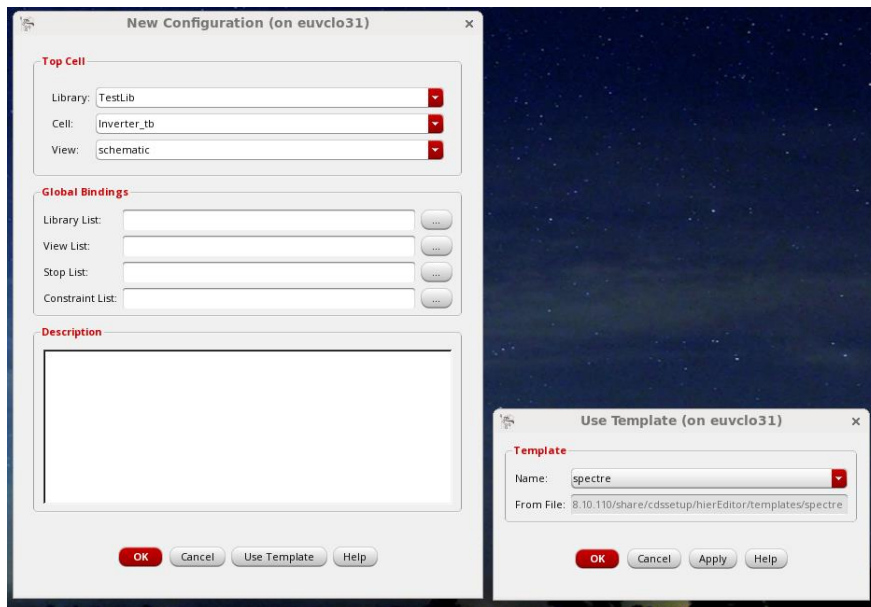 New Configuration (on euvclo31)
Top Cell
Library: TestLib
Cell: Inverter_tb
View: schematic
Global Bindings
Library List: ...
View List: ...
Stop List: ...
Constraint List: ...
Description
OK Cancel Use Template Help
Use Template (on euvclo31)
Template
Name: spectre
From File: 8.10.110/share/cdssetup/hierEditor/templates/spectre
OK Cancel Apply Help